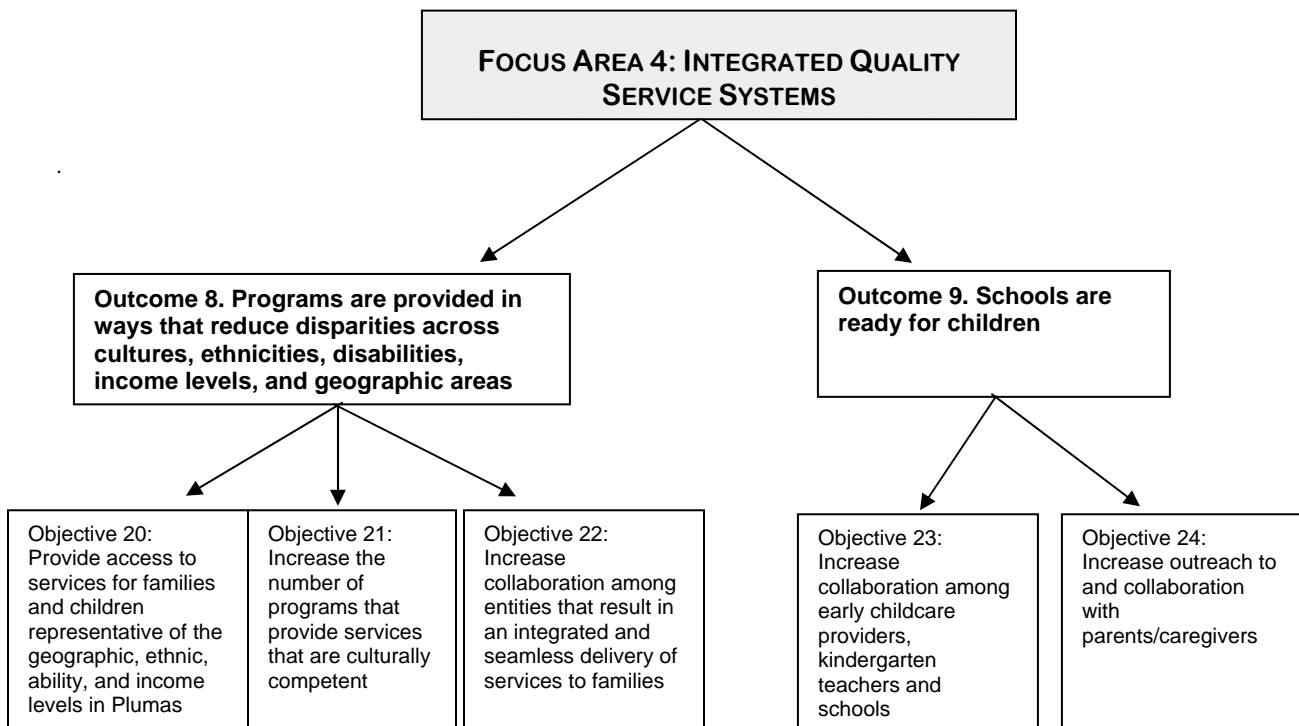 FOCUS AREA 4: INTEGRATED QUALITY
SERVICE SYSTEMS
.
Outcome 8. Programs are provided in
ways that reduce disparities across
cultures, ethnicities, disabilities,
income levels, and geographic areas
Outcome 9. Schools are
ready for children
Objective 20:
Provide access to
services for families
and children
representative of the
geographic, ethnic,
ability, and income
levels in Plumas
Objective 21:
Increase the
number of
programs that
provide services
that are culturally
competent
Objective 22:
Increase
collaboration among
entities that result in
an integrated and
seamless delivery of
services to families
Objective 23:
Increase
collaboration among
early childcare
providers,
kindergarten
teachers and
schools
Objective 24:
Increase outreach to
and collaboration
with
parents/caregivers